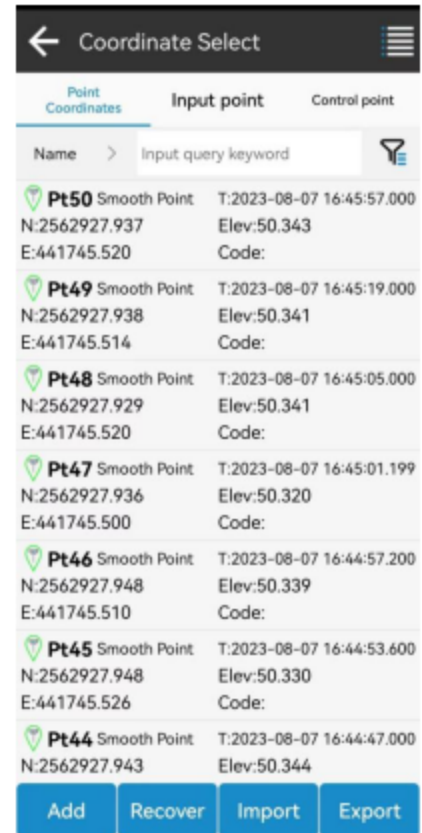 Coordinate Select
Point Coordinates Input point Control point
Name > Input query keyword
Pt50 Smooth Point T:2023-08-07 16:45:57.000
N:2562927.937 Elev:50.343
E:441745.520 Code:
Pt49 Smooth Point T:2023-08-07 16:45:19.000
N:2562927.938 Elev:50.341
E:441745.514 Code:
Pt48 Smooth Point T:2023-08-07 16:45:05.000
N:2562927.929 Elev:50.341
E:441745.520 Code:
Pt47 Smooth Point T:2023-08-07 16:45:01.199
N:2562927.936 Elev:50.320
E:441745.500 Code:
Pt46 Smooth Point T:2023-08-07 16:44:57.200
N:2562927.948 Elev:50.339
E:441745.510 Code:
Pt45 Smooth Point T:2023-08-07 16:44:53.600
N:2562927.948 Elev:50.330
E:441745.526 Code:
Pt44 Smooth Point T:2023-08-07 16:44:47.000
N:2562927.943 Elev:50.344
Add Recover Import Export